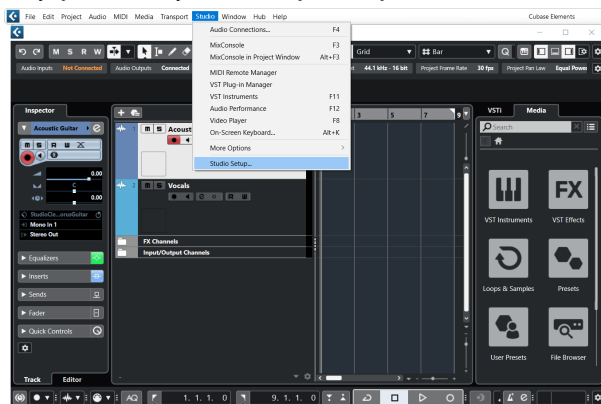 File Edit Project Audio MIDI Media Transport Studio Window Hub Help Cubase Elements
M S R W Grid Bar
Audio Inputs Not Connected Audio Outputs Connected 44.1 kHz - 16 bit Project Frame Rate 30 fps Project Pan Law Equal Power
Audio Connections... F4
MixConsole F3
MixConsole in Project Window Alt+F3
MIDI Remote Manager
VST Plug-in Manager
VST Instruments F11
Audio Performance F12
Video Player F8
On-Screen Keyboard... Alt+K
More Options
Studio Setup...
Inspector
Acoustic Guitar
M S R W
0.00
C
0.00
Mono In 1
Stereo Out
Equalizers
Inserts
Sends
Fader
Quick Controls
Track Editor
1 M S Acoust
2 M S Vocals
R W
FX Channels
Input/Output Channels
3 5 7 9
VSTi Media
Search
VST Instruments
FX
VST Effects
Loops & Samples
Presets
User Presets
File Browser
AQ 1. 1. 1. 0 9. 1. 1. 0